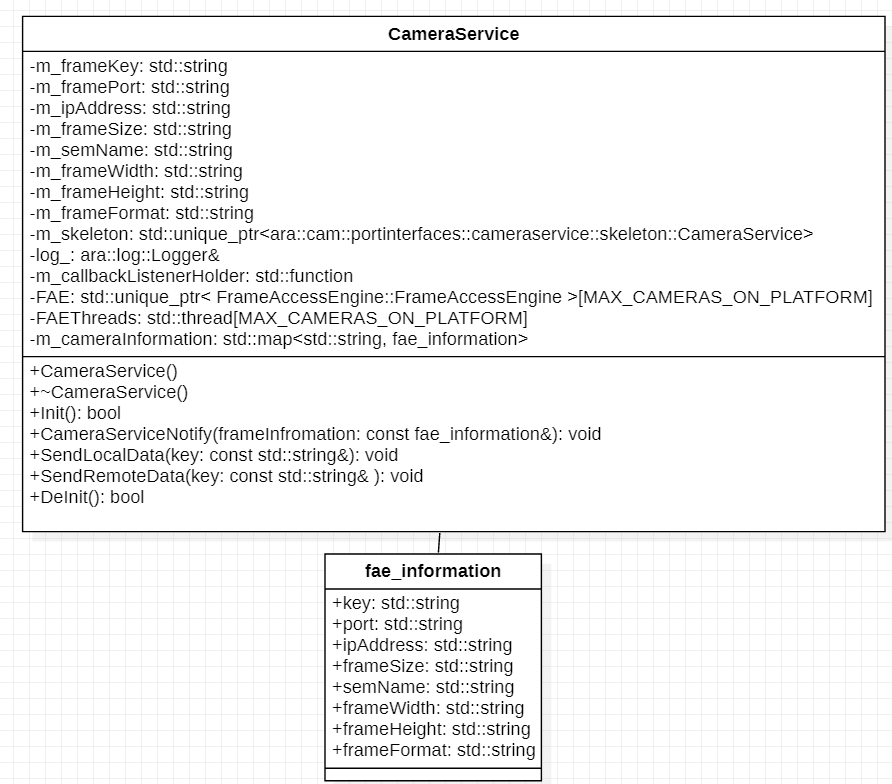 CameraService
-m_frameKey: std::string
-m_framePort: std::string
-m_ipAddress: std::string
-m_frameSize: std::string
-m_semName: std::string
-m_frameWidth: std::string
-m_frameHeight: std::string
-m_frameFormat: std::string
-m_skeleton: std::unique_ptr<ara::cam::portinterfaces::cameraservice::skeleton::CameraService>
-log_: ara::log::Logger&
-m_callbackListenerHolder: std::function
-FAE: std::unique_ptr< FrameAccessEngine::FrameAccessEngine >[MAX_CAMERAS_ON_PLATFORM]
-FAEThreads: std::thread[MAX_CAMERAS_ON_PLATFORM]
-m_cameraInformation: std::map<std::string, fae_information>
+CameraService()
+~CameraService()
+Init(): bool
+CameraServiceNotify(frameInfromation: const fae_information&): void
+SendLocalData(key: const std::string&): void
+SendRemoteData(key: const std::string& ): void
+DeInit(): bool
fae_information
+key: std::string
+port: std::string
+ipAddress: std::string
+frameSize: std::string
+semName: std::string
+frameWidth: std::string
+frameHeight: std::string
+frameFormat: std::string